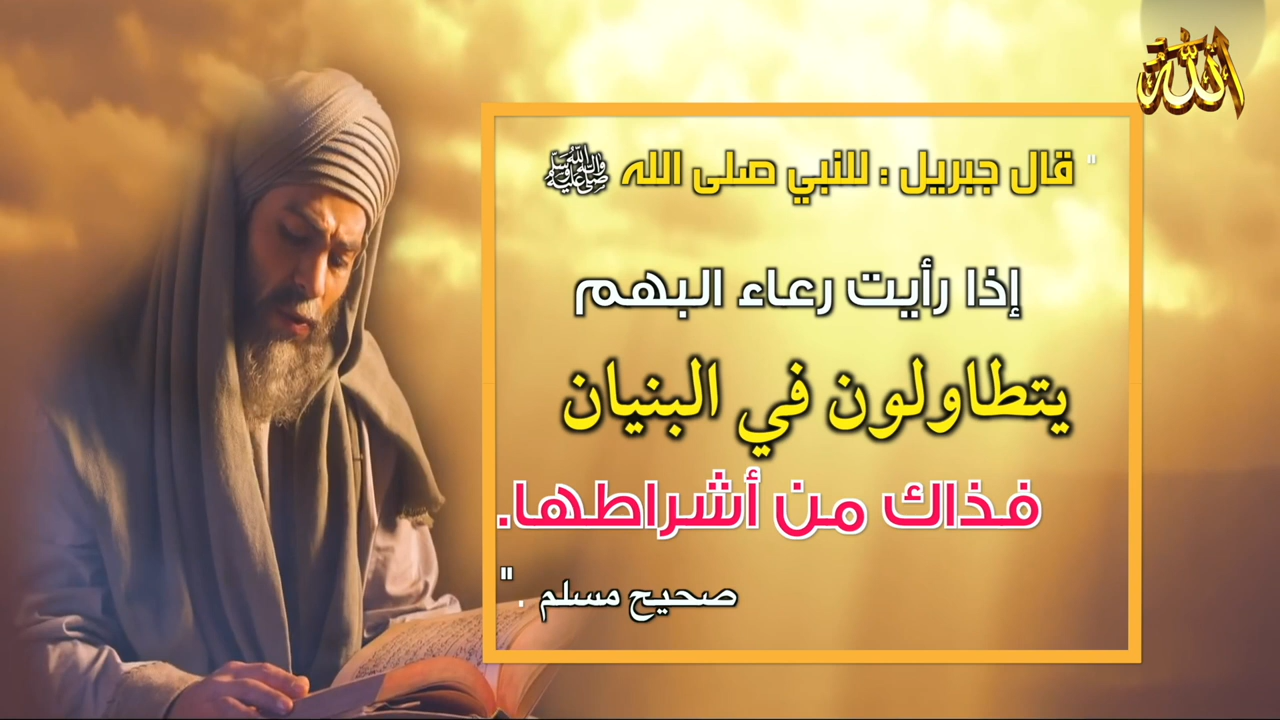 الله
" قال جبريل : للنبي صلى الله ﷺ
إذا رأيت رعاء البهم
يتطاولون في البنيان
فذاك من أشراطها.
صحيح مسلم . "